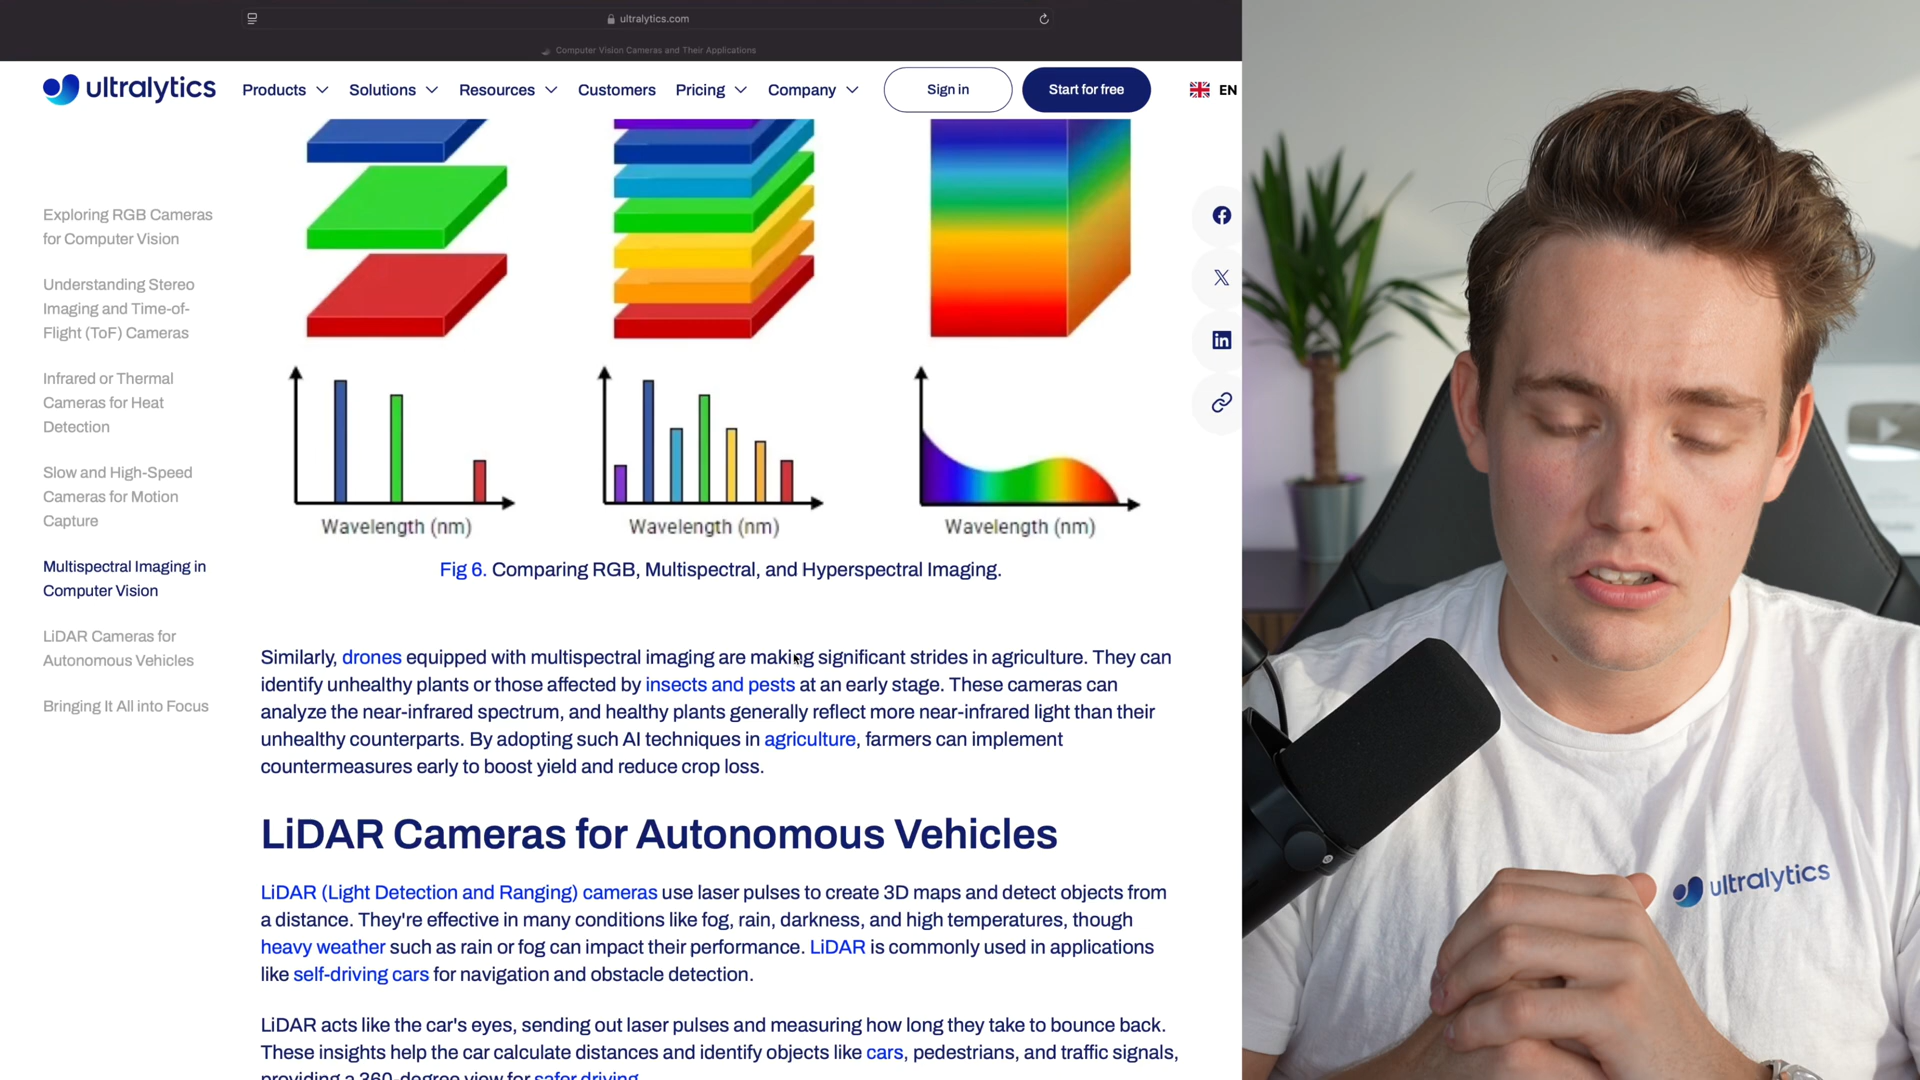 ultralytics.com
Computer Vision Cameras and Their Applications
ultralytics
Products
Solutions
Resources
Customers
Pricing
Company
Sign in
Start for free
EN
Exploring RGB Cameras
for Computer Vision
Understanding Stereo
Imaging and Time-of-
Flight (ToF) Cameras
Infrared or Thermal
Cameras for Heat
Detection
Slow and High-Speed
Cameras for Motion
Capture
Multispectral Imaging in
Computer Vision
LiDAR Cameras for
Autonomous Vehicles
Bringing It All into Focus
Wavelength (nm)
Wavelength (nm)
Wavelength (nm)
Fig 6. Comparing RGB, Multispectral, and Hyperspectral Imaging.
Similarly, drones equipped with multispectral imaging are making significant strides in agriculture. They can
identify unhealthy plants or those affected by insects and pests at an early stage. These cameras can
analyze the near-infrared spectrum, and healthy plants generally reflect more near-infrared light than their
unhealthy counterparts. By adopting such AI techniques in agriculture, farmers can implement
countermeasures early to boost yield and reduce crop loss.
LiDAR Cameras for Autonomous Vehicles
LiDAR (Light Detection and Ranging) cameras use laser pulses to create 3D maps and detect objects from
a distance. They're effective in many conditions like fog, rain, darkness, and high temperatures, though
heavy weather such as rain or fog can impact their performance. LiDAR is commonly used in applications
like self-driving cars for navigation and obstacle detection.
LiDAR acts like the car's eyes, sending out laser pulses and measuring how long they take to bounce back.
These insights help the car calculate distances and identify objects like cars, pedestrians, and traffic signals,
providing a 360-degree view for safer driving.
ultralytics